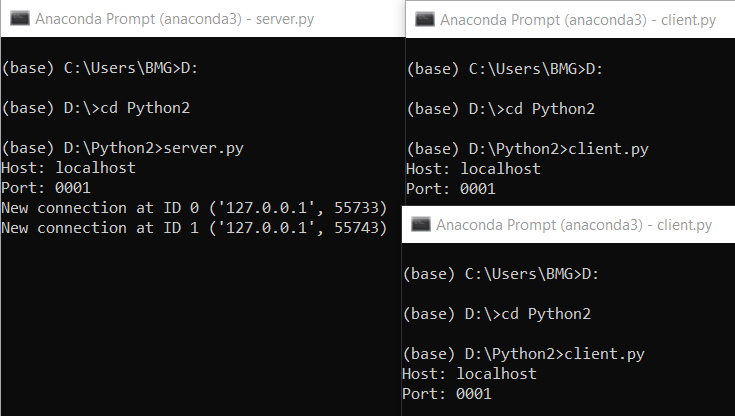 Anaconda Prompt (anaconda3) - server.py
(base) C:\Users\BMG>D:
(base) D:\>cd Python2
(base) D:\Python2>server.py
Host: localhost
Port: 0001
New connection at ID 0 ('127.0.0.1', 55733)
New connection at ID 1 ('127.0.0.1', 55743)
Anaconda Prompt (anaconda3) - client.py
(base) C:\Users\BMG>D:
(base) D:\>cd Python2
(base) D:\Python2>client.py
Host: localhost
Port: 0001
Anaconda Prompt (anaconda3) - client.py
(base) C:\Users\BMG>D:
(base) D:\>cd Python2
(base) D:\Python2>client.py
Host: localhost
Port: 0001